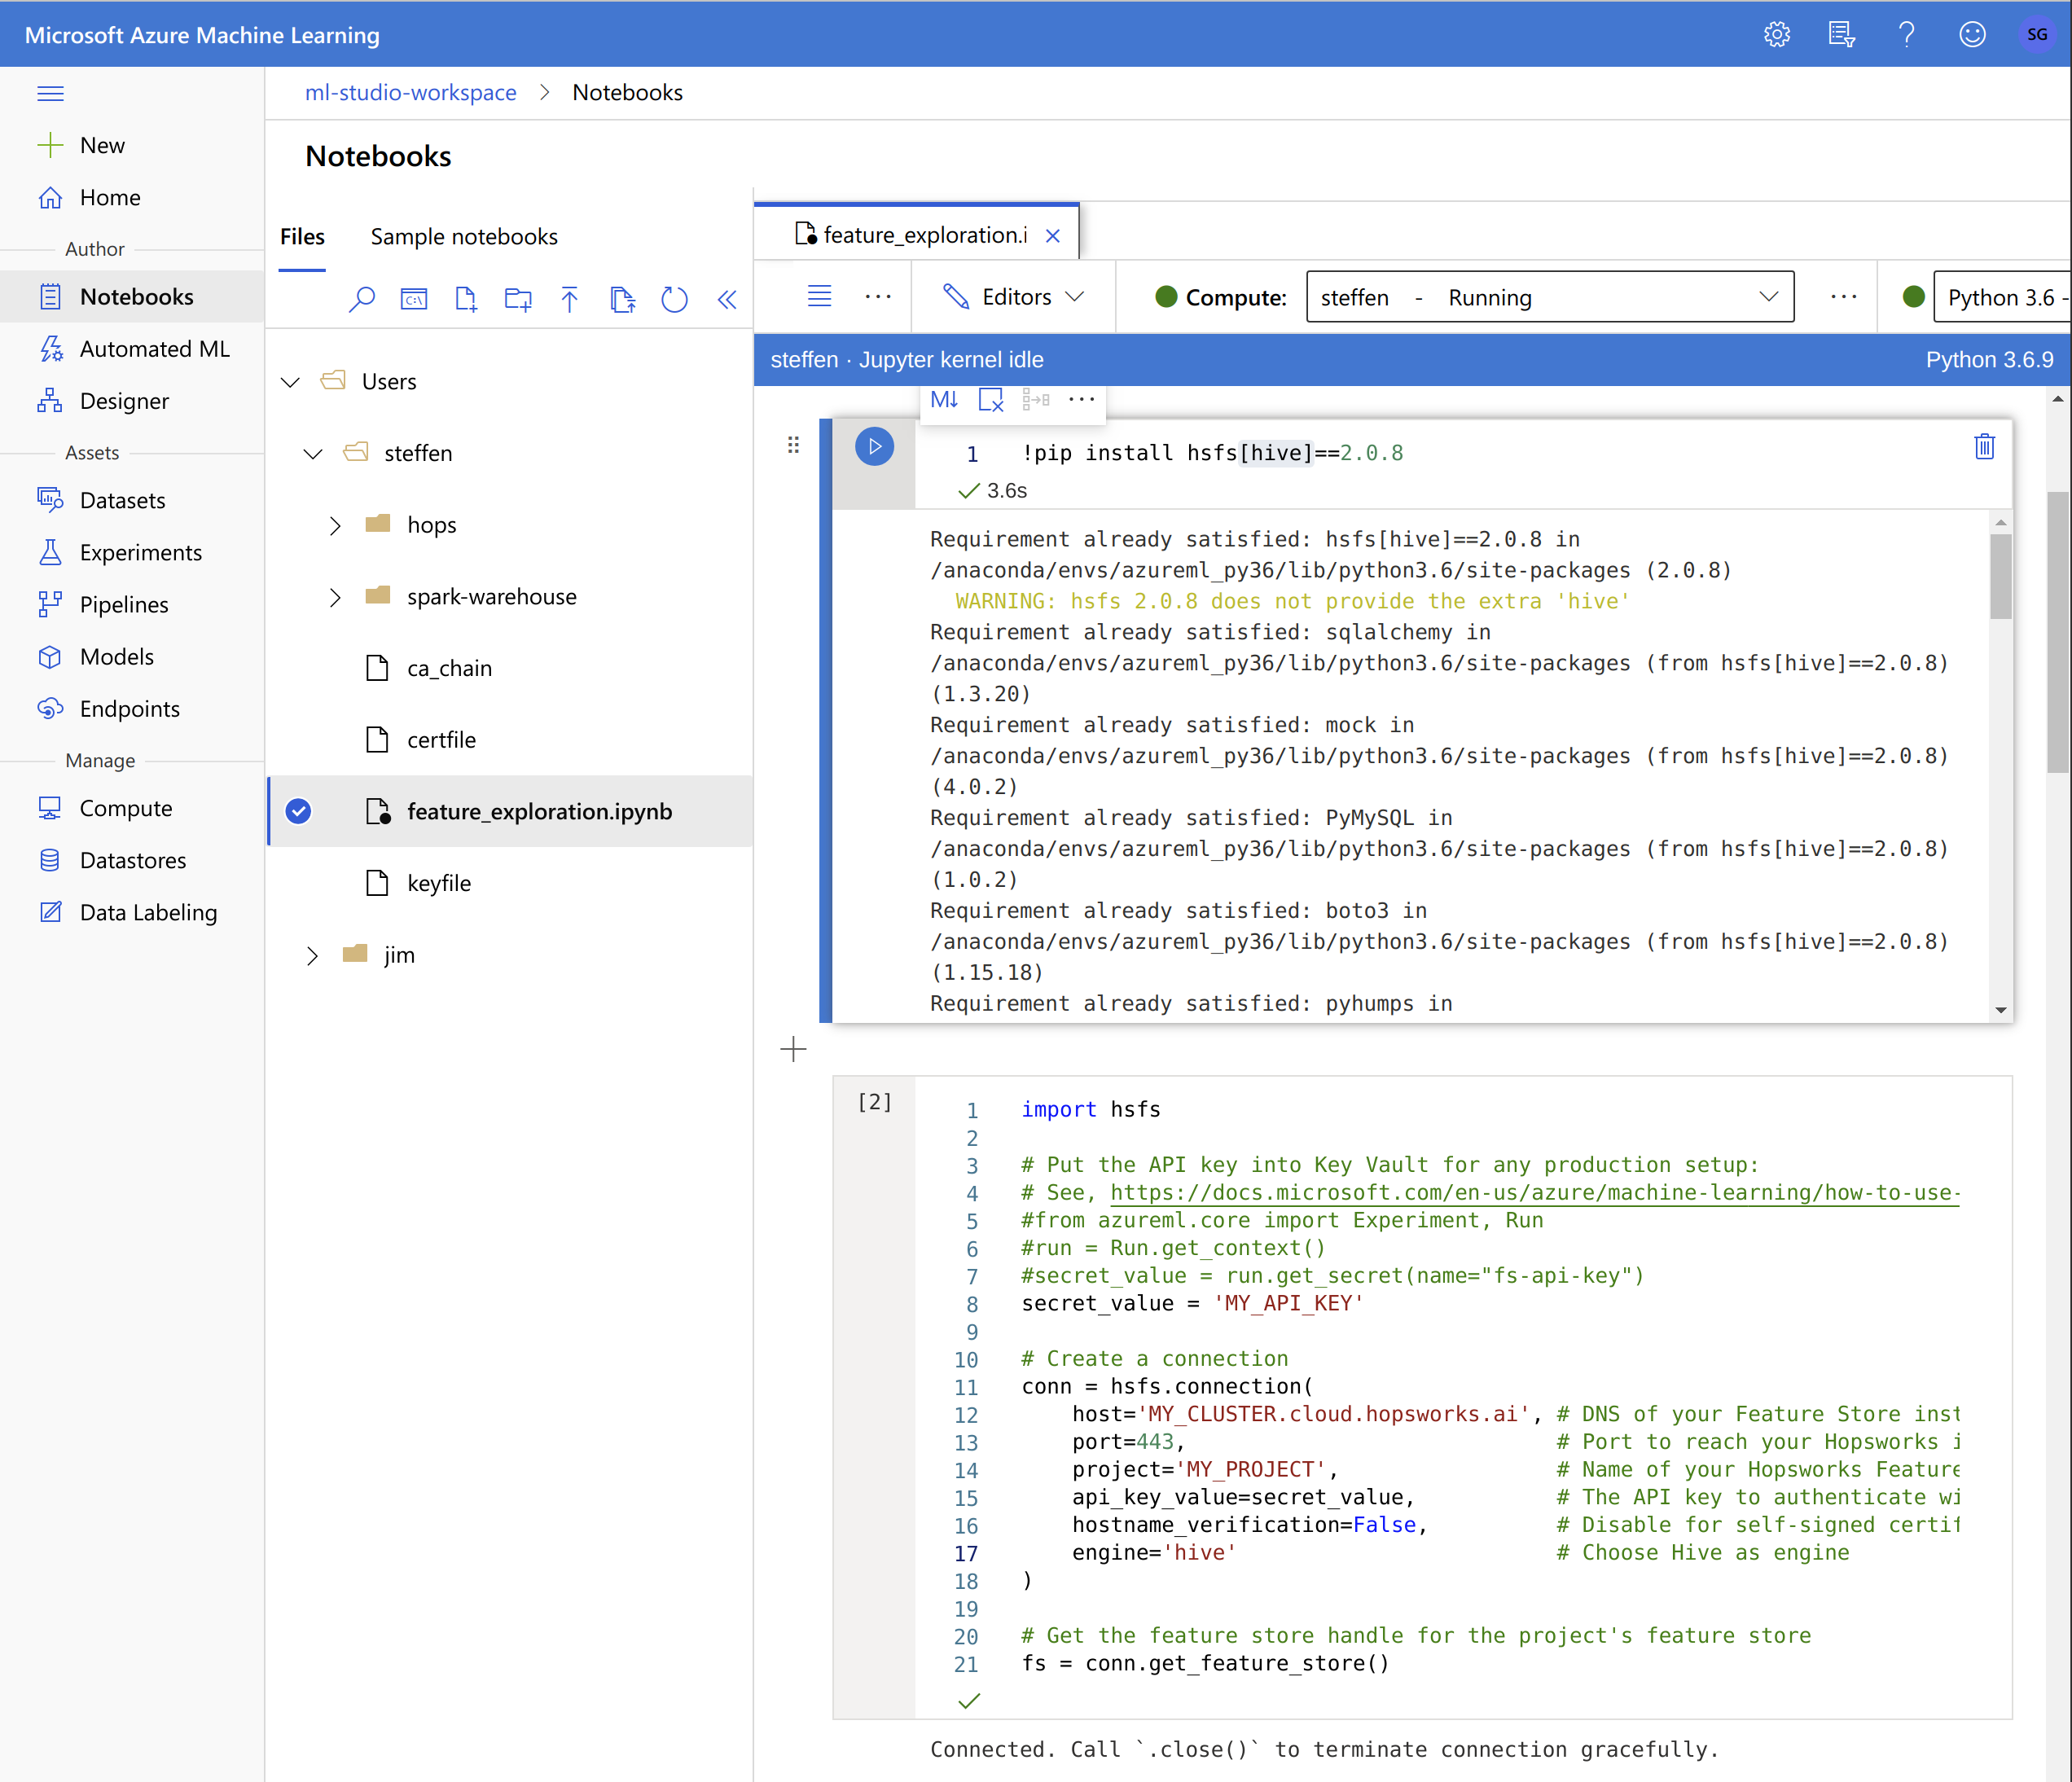 Microsoft Azure Machine Learning
SG
ml-studio-workspace > Notebooks
New
Home
Author
Notebooks
Automated ML
Designer
Assets
Datasets
Experiments
Pipelines
Models
Endpoints
Manage
Compute
Datastores
Data Labeling
Notebooks
Files Sample notebooks
Users
steffen
hops
spark-warehouse
ca_chain
certfile
feature_exploration.ipynb
keyfile
jim
feature_exploration.i
Editors Compute: steffen - Running Python 3.6 -
steffen · Jupyter kernel idle Python 3.6.9
M↓
1 !pip install hsfs[hive]==2.0.8
3.6s
Requirement already satisfied: hsfs[hive]==2.0.8 in
/anaconda/envs/azureml_py36/lib/python3.6/site-packages (2.0.8)
WARNING: hsfs 2.0.8 does not provide the extra 'hive'
Requirement already satisfied: sqlalchemy in
/anaconda/envs/azureml_py36/lib/python3.6/site-packages (from hsfs[hive]==2.0.8)
(1.3.20)
Requirement already satisfied: mock in
/anaconda/envs/azureml_py36/lib/python3.6/site-packages (from hsfs[hive]==2.0.8)
(4.0.2)
Requirement already satisfied: PyMySQL in
/anaconda/envs/azureml_py36/lib/python3.6/site-packages (from hsfs[hive]==2.0.8)
(1.0.2)
Requirement already satisfied: boto3 in
/anaconda/envs/azureml_py36/lib/python3.6/site-packages (from hsfs[hive]==2.0.8)
(1.15.18)
Requirement already satisfied: pyhumps in
[2]
1 import hsfs
2
3 # Put the API key into Key Vault for any production setup:
4 # See, https://docs.microsoft.com/en-us/azure/machine-learning/how-to-use-
5 #from azureml.core import Experiment, Run
6 #run = Run.get_context()
7 #secret_value = run.get_secret(name="fs-api-key")
8 secret_value = 'MY_API_KEY'
9
10 # Create a connection
11 conn = hsfs.connection(
12 host='MY_CLUSTER.cloud.hopsworks.ai', # DNS of your Feature Store inst
13 port=443, # Port to reach your Hopsworks i
14 project='MY_PROJECT', # Name of your Hopsworks Feature
15 api_key_value=secret_value, # The API key to authenticate wi
16 hostname_verification=False, # Disable for self-signed certif
17 engine='hive' # Choose Hive as engine
18 )
19
20 # Get the feature store handle for the project's feature store
21 fs = conn.get_feature_store()
Connected. Call `.close()` to terminate connection gracefully.